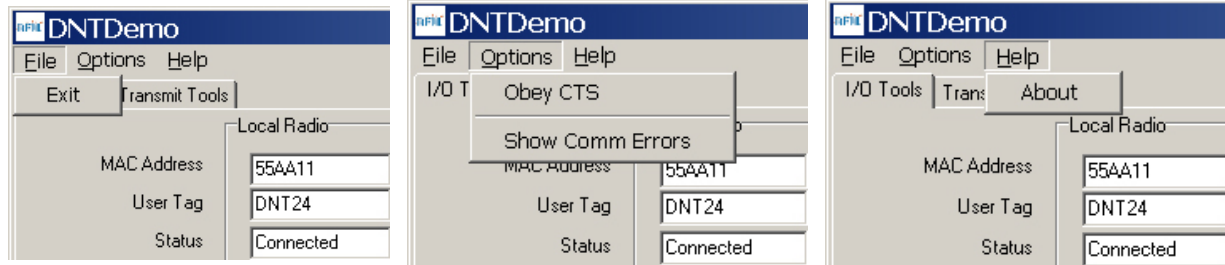 RFM DNTDemo
File Options Help
Exit Transmit Tools
Local Radio
MAC Address 55AA11
User Tag DNT24
Status Connected
RFM DNTDemo
File Options Help
I/O T
Obey CTS
Show Comm Errors
MAC Address 55AA11
User Tag DNT24
Status Connected
RFM DNTDemo
File Options Help
I/O Tools Trans About
Local Radio
MAC Address 55AA11
User Tag DNT24
Status Connected